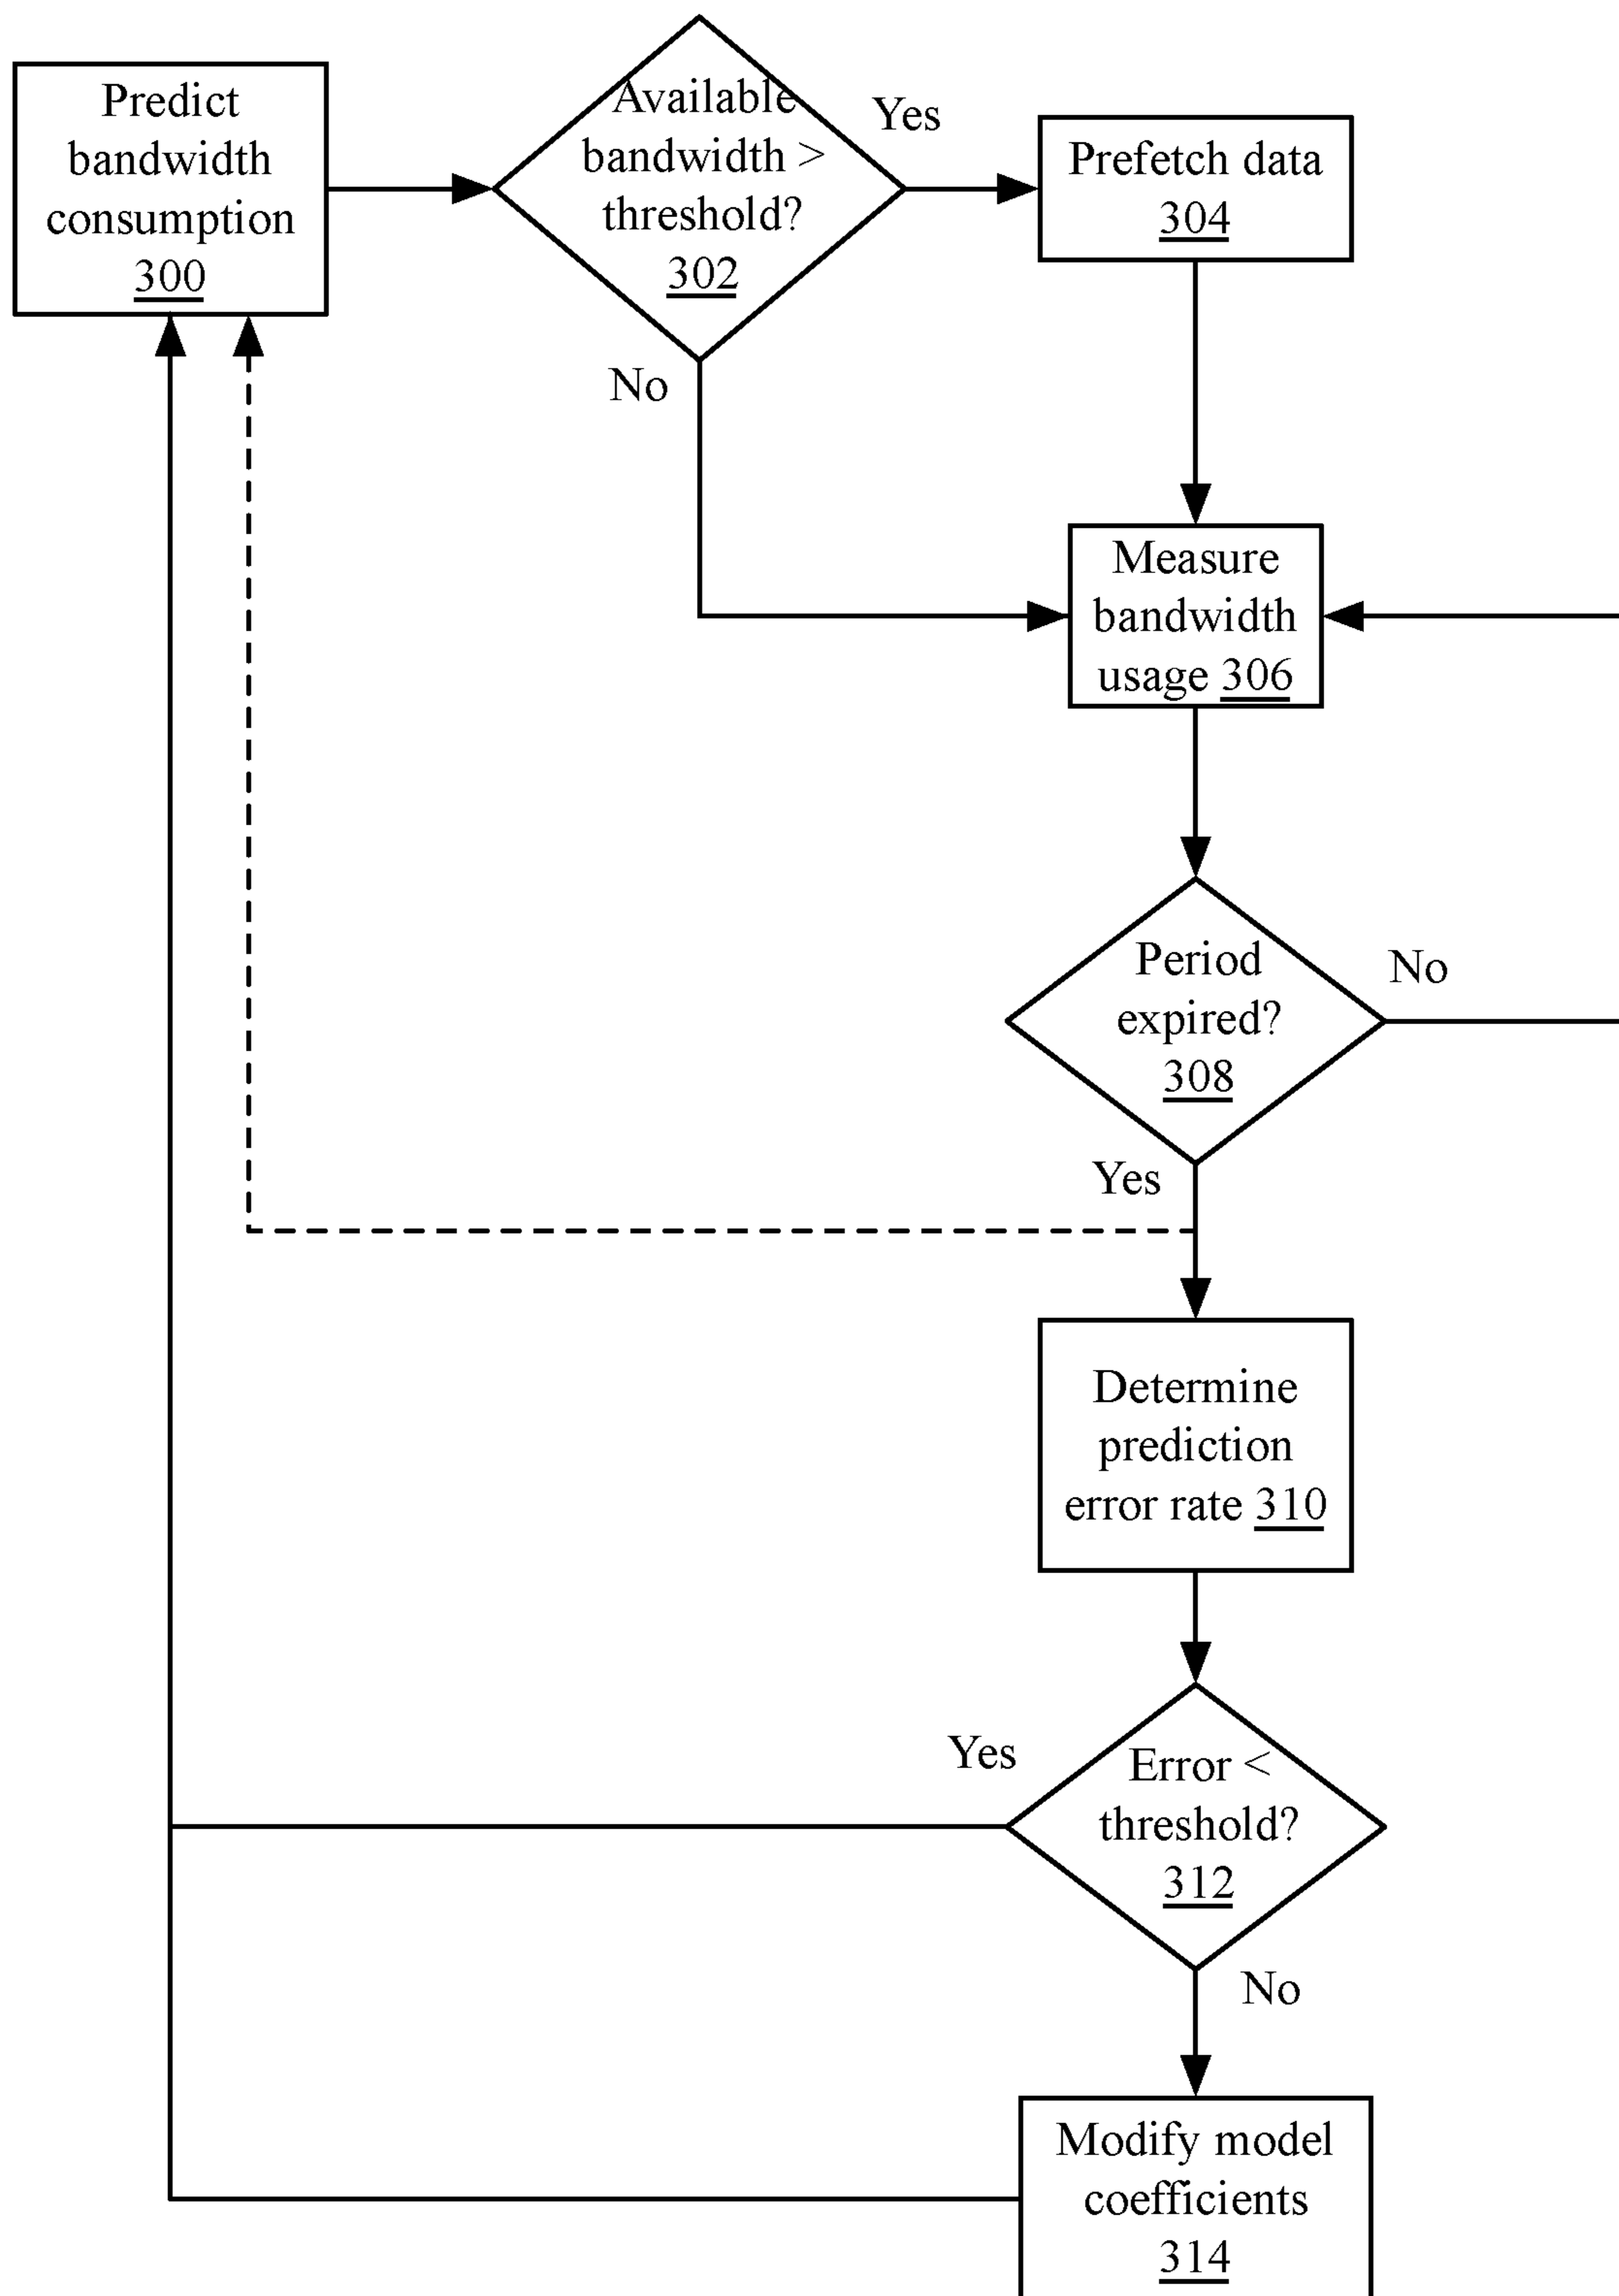 Predict
bandwidth
consumption
300
Available
bandwidth >
threshold?
302
Yes
No
Prefetch data
304
Measure
bandwidth
usage 306
Period
expired?
308
No
Yes
Determine
prediction
error rate 310
Error <
threshold?
312
Yes
No
Modify model
coefficients
314